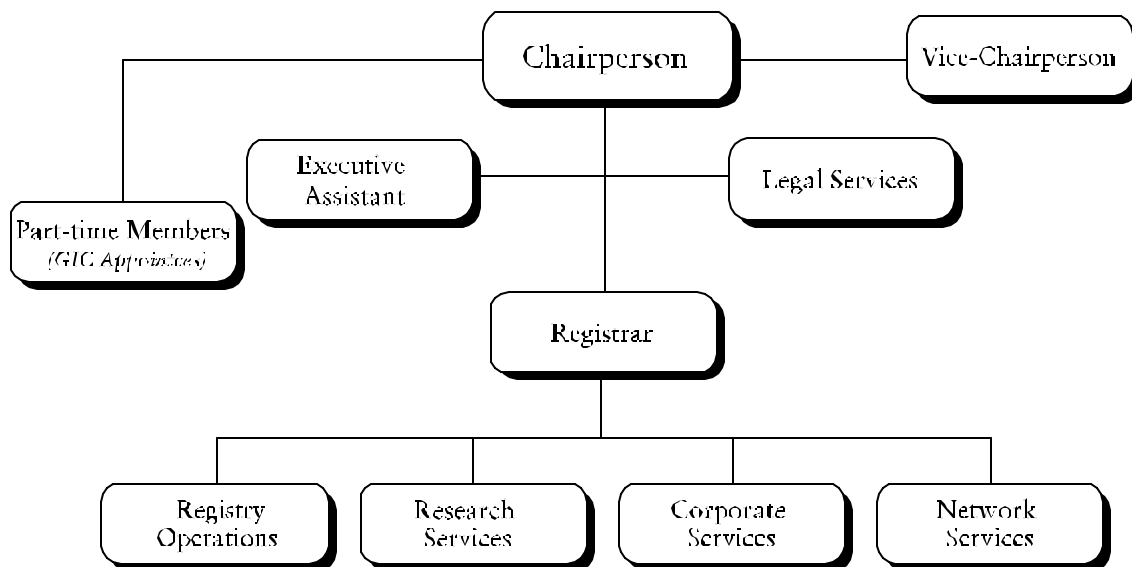 Chairperson
Vice-Chairperson
Executive
Assistant
Legal Services
Part-time Members
(GIC Appointees)
Registrar
Registry
Operations
Research
Services
Corporate
Services
Network
Services